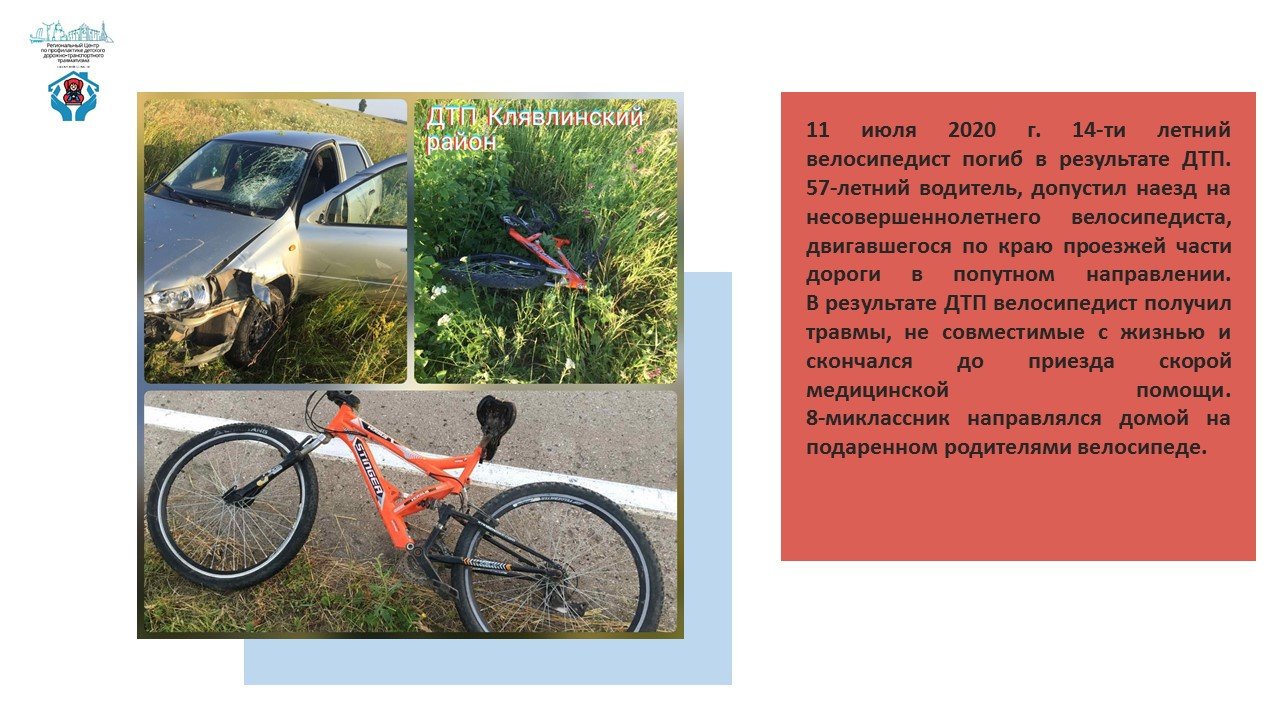 Региональный Центр
по профилактике детского
дорожно-транспортного
травматизма
ДТП Клявлинский
район
STINGER
11 июля 2020 г. 14-ти летний
велосипедист погиб в результате ДТП.
57-летний водитель, допустил наезд на
несовершеннолетнего велосипедиста,
двигавшегося по краю проезжей части
дороги в попутном направлении.
В результате ДТП велосипедист получил
травмы, не совместимые с жизнью и
скончался до приезда скорой
медицинской помощи.
8-миклассник направлялся домой на
подаренном родителями велосипеде.